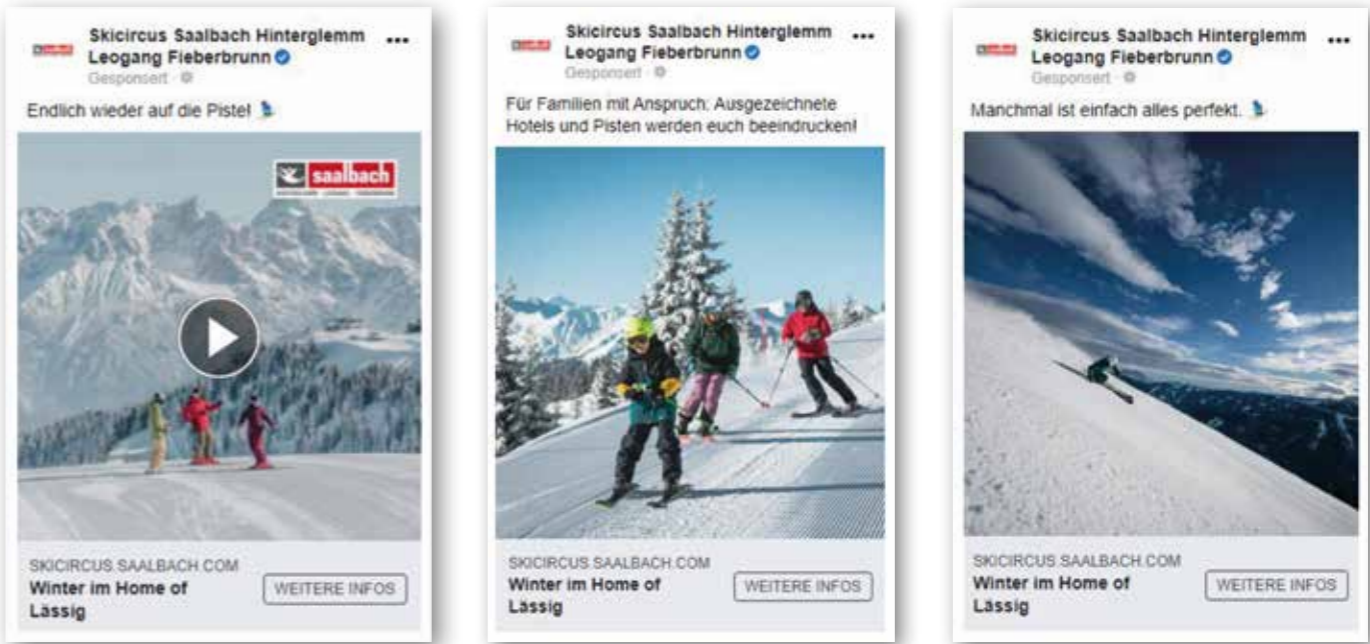 Skicircus Saalbach Hinterglemm
Leogang Fieberbrunn
Gesponsert
Endlich wieder auf die Piste!
saalbach
SKICIRCUS.SAALBACH.COM
Winter im Home of
Lässig
WEITERE INFOS
Skicircus Saalbach Hinterglemm
Leogang Fieberbrunn
Gesponsert
Für Familien mit Anspruch: Ausgezeichnete
Hotels und Pisten werden euch beeindrucken!
SKICIRCUS.SAALBACH.COM
Winter im Home of
Lässig
WEITERE INFOS
Skicircus Saalbach Hinterglemm
Leogang Fieberbrunn
Gesponsert
Manchmal ist einfach alles perfekt.
SKICIRCUS.SAALBACH.COM
Winter im Home of
Lässig
WEITERE INFOS